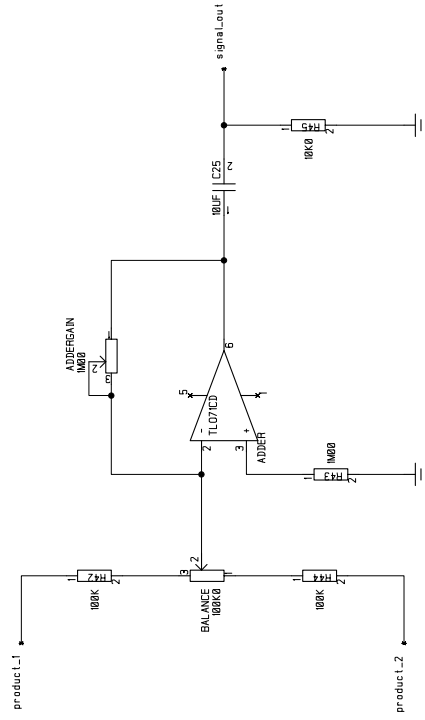 signal_out
C25
2
10UF
1
1
R45
2
10K0
ADDERGAIN
1M00
1
2
3
6
5
TL071CD
-
+
1
2
3
ADDER
1M00
1
R43
2
2
3
1
BALANCE
100K0
1
R42
2
100K
1
R44
2
100K
product_1
product_2